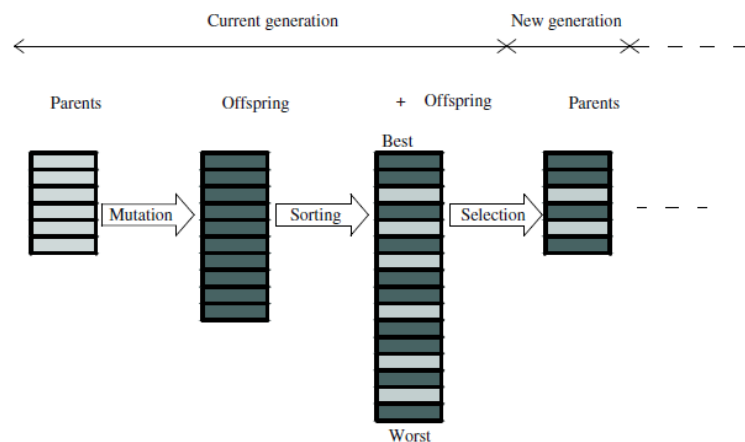 Current generation
New generation
Parents
Offspring
+ Offspring
Parents
Best
Mutation
Sorting
Selection
Worst